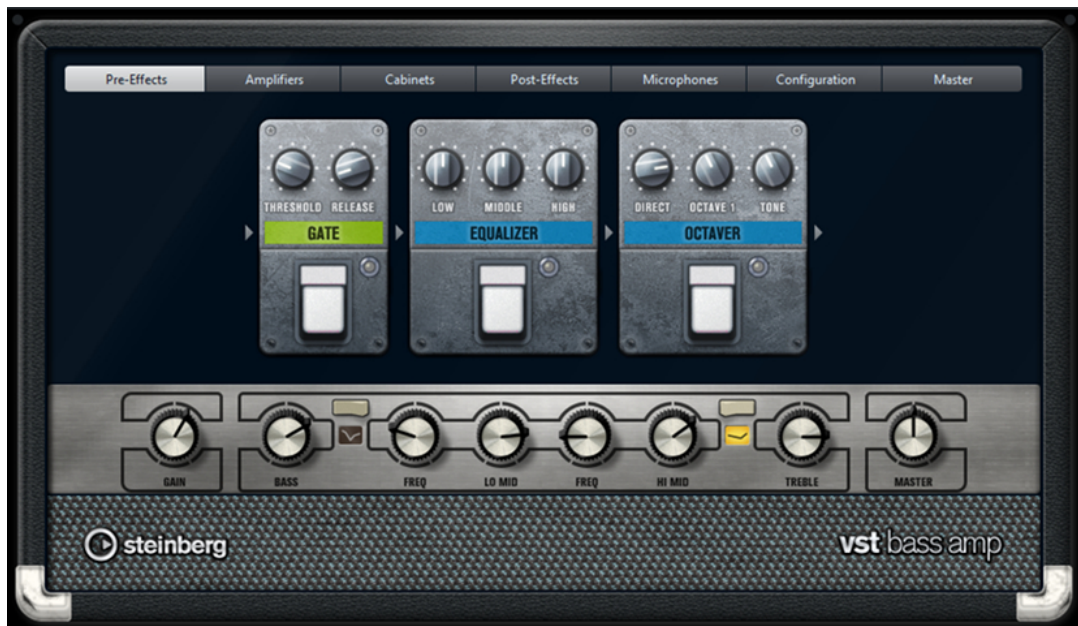 Pre-Effects Amplifiers Cabinets Post-Effects Microphones Configuration Master
THRESHOLD RELEASE LOW MIDDLE HIGH DIRECT OCTAVE 1 TONE
GATE EQUALIZER OCTAVER
GAIN BASS FREQ LO MID FREQ HI MID TREBLE MASTER
steinberg vst bass amp